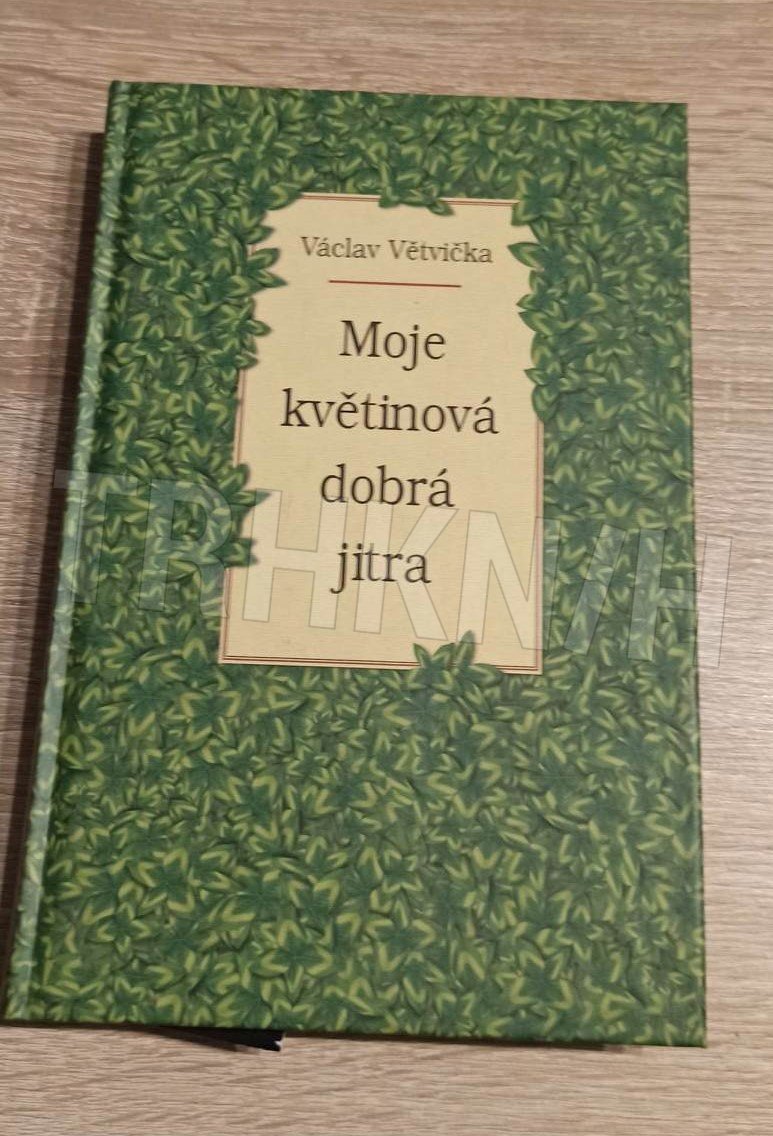 Václav Větvička
Moje
květinová
dobrá
jitra
TRHKNIH